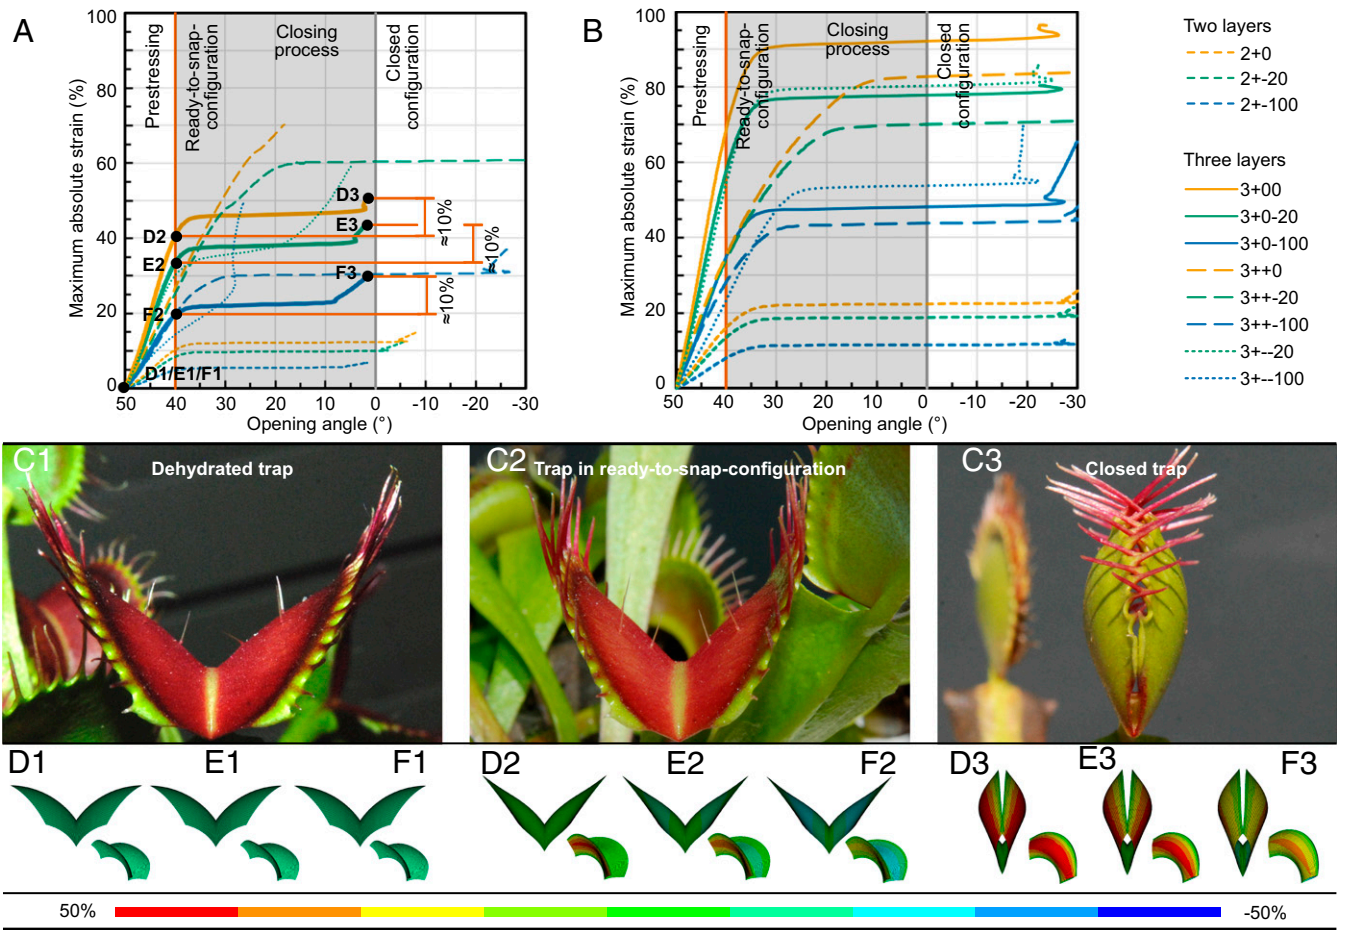 A
Maximum absolute strain (%)
100
80
60
40
20
0
Prestressing
Ready-to-snap-
configuration
Closing
process
Closed
configuration
D3
E3
F3
D2
E2
F2
D1/E1/F1
≈10%
≈10%
≈10%
50 40 30 20 10 0 -10 -20 -30
Opening angle (°)
B
Maximum absolute strain (%)
100
80
60
40
20
0
Prestressing
Ready-to-snap-
configuration
Closing
process
Closed
configuration
50 40 30 20 10 0 -10 -20 -30
Opening angle (°)
Two layers
2+0
2+-20
2+-100
Three layers
3+00
3+0-20
3+0-100
3++0
3++-20
3++-100
3+--20
3+--100
C1 Dehydrated trap
C2 Trap in ready-to-snap-configuration
C3 Closed trap
D1 E1 F1 D2 E2 F2 D3 E3 F3
50% -50%